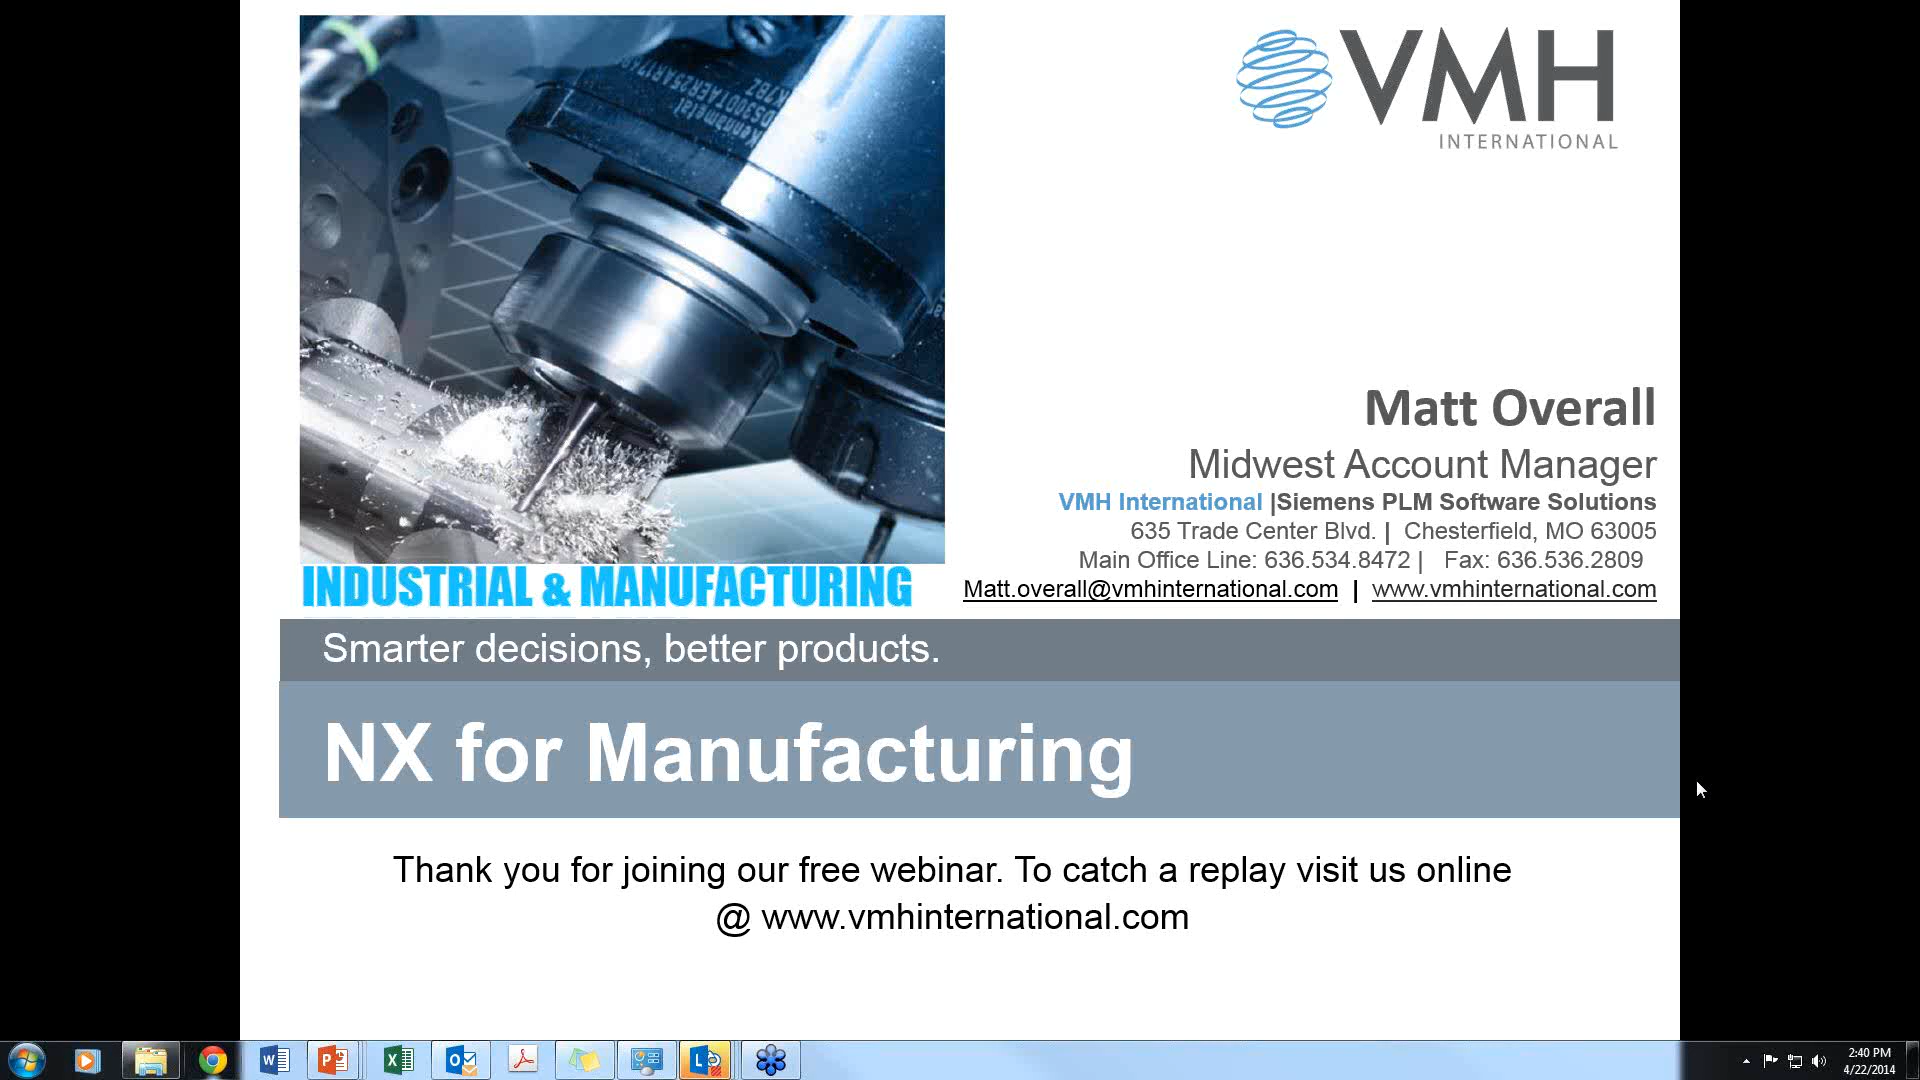 Kennametal
VMH
INTERNATIONAL
Matt Overall
Midwest Account Manager
VMH International |Siemens PLM Software Solutions
635 Trade Center Blvd. | Chesterfield, MO 63005
Main Office Line: 636.534.8472 | Fax: 636.536.2809
Matt.overall@vmhinternational.com | www.vmhinternational.com
INDUSTRIAL & MANUFACTURING
Smarter decisions, better products.
NX for Manufacturing
Thank you for joining our free webinar. To catch a replay visit us online
@ www.vmhinternational.com
2:40 PM
4/22/2014